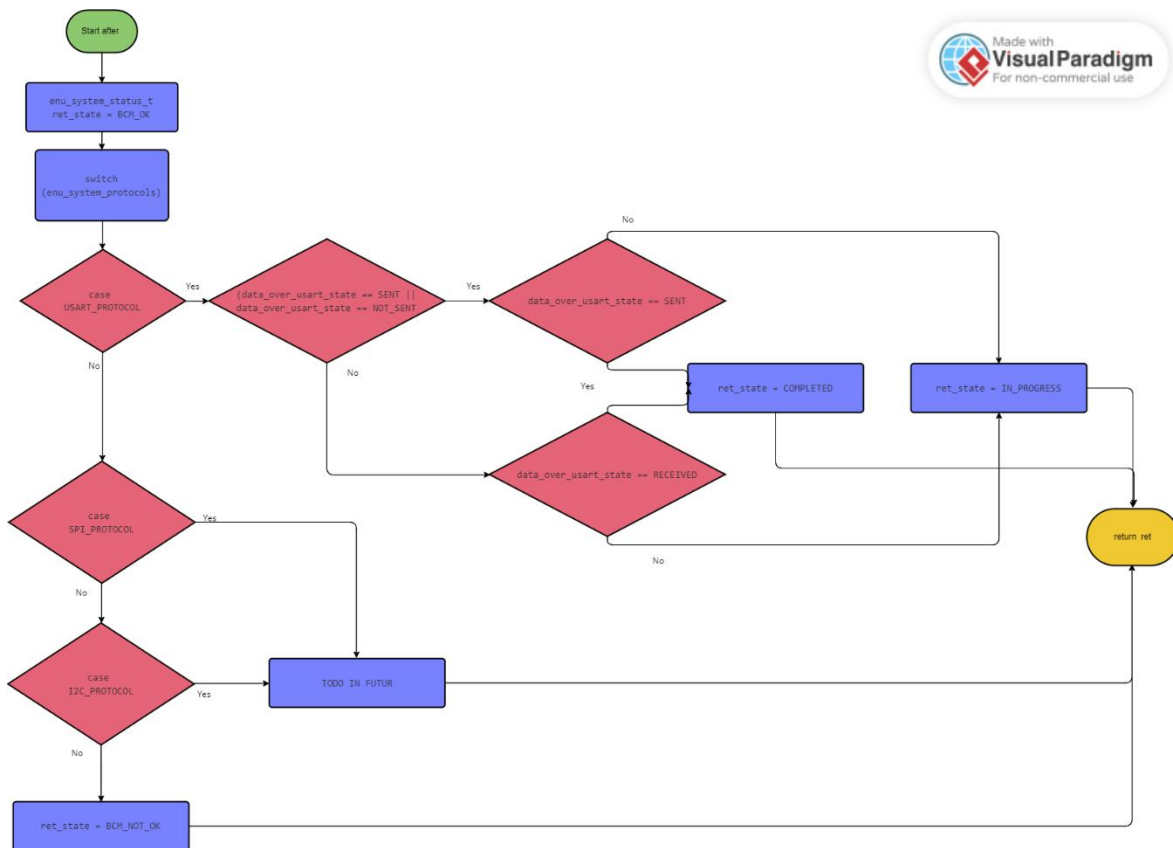 Start after
Made with
Visual Paradigm
For non-commercial use
enu_system_status_t
ret_state = BCM_OK
switch
(enu_system_protocols)
No
case
USART_PROTOCOL
Yes
(data_over_usart_state == SENT ||
data_over_usart_state == NOT_SENT
Yes
data_over_usart_state == SENT
No
No
Yes
ret_state = COMPLETED
ret_state = IN_PROGRESS
data_over_usart_state == RECEIVED
case
SPI_PROTOCOL
Yes
return ret
No
No
case
I2C_PROTOCOL
Yes
TODO IN FUTUR
No
ret_state = BCM_NOT_OK